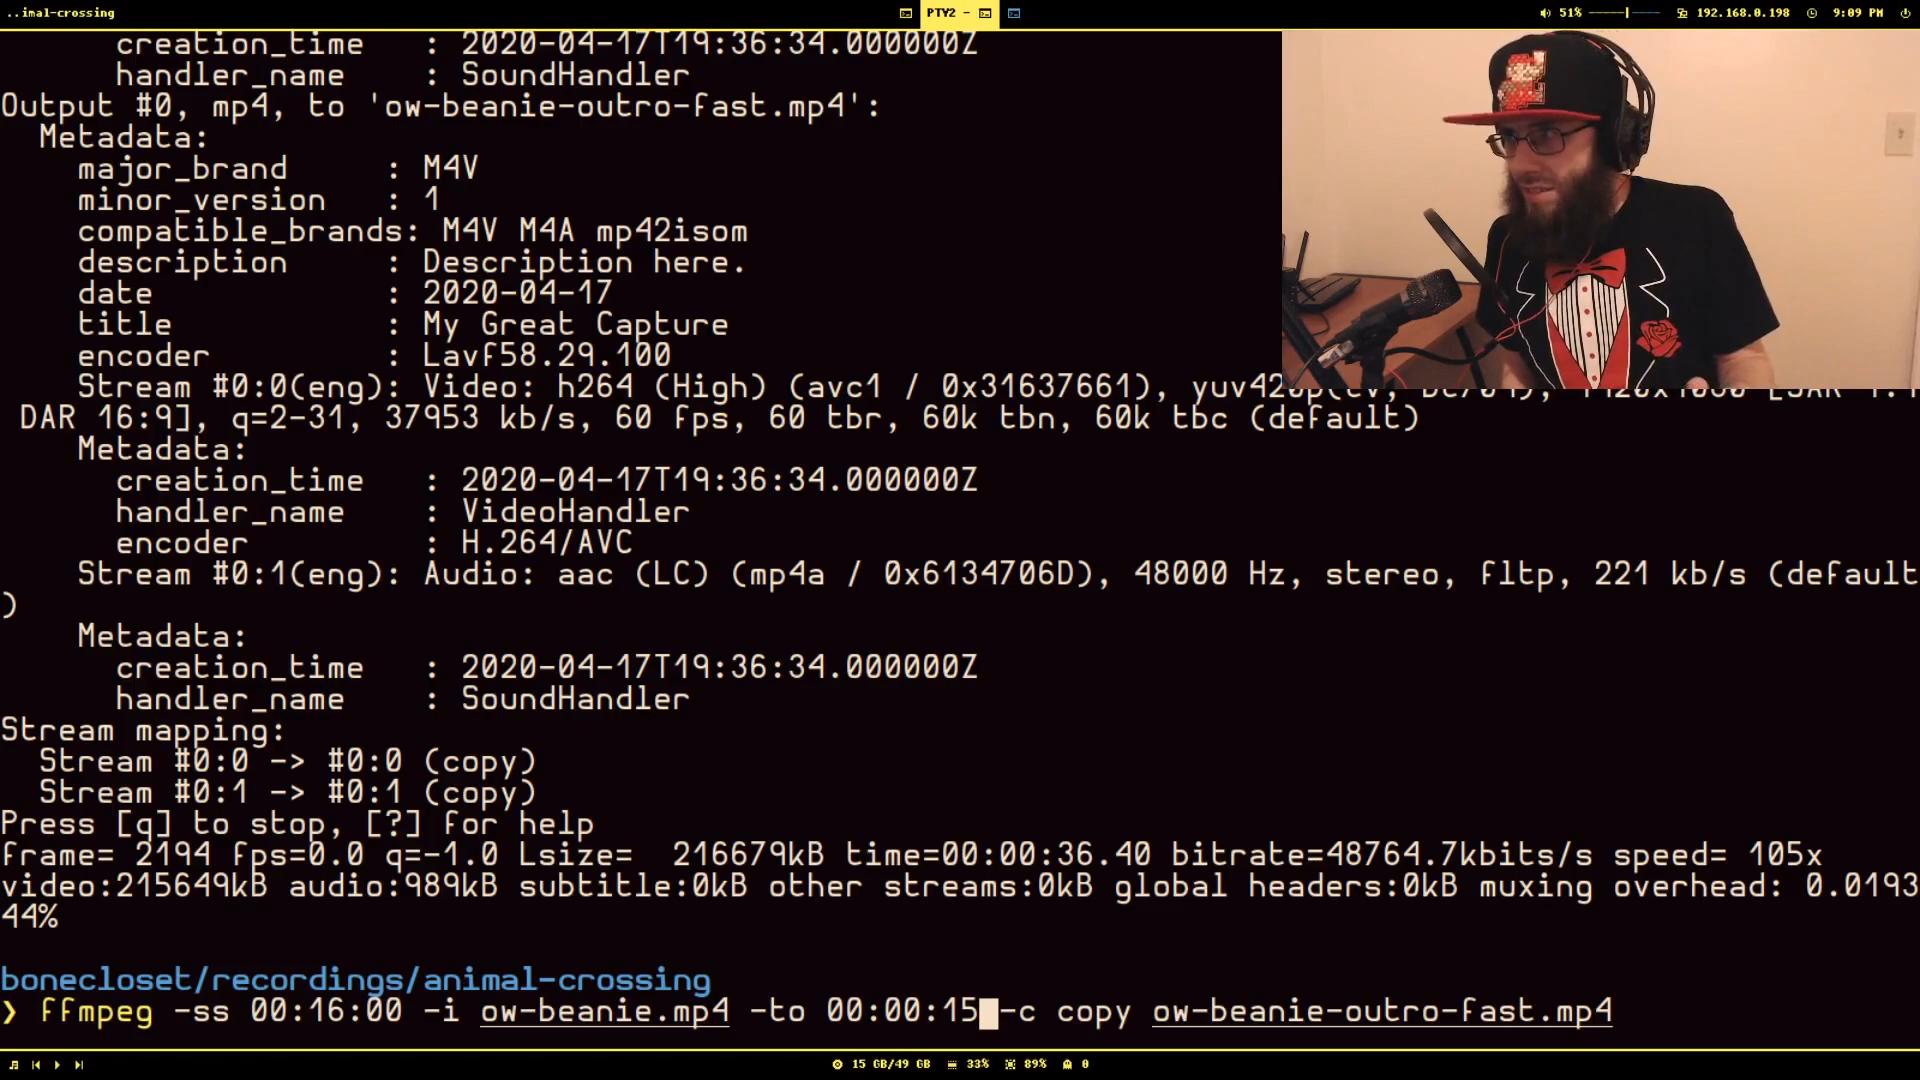 ..imal-crossing
PTY2 -
51%
192.168.0.198
9:09 PM
creation_time : 2020-04-17T19:36:34.000000Z
handler_name : SoundHandler
Output #0, mp4, to 'ow-beanie-outro-fast.mp4':
Metadata:
major_brand : M4V
minor_version : 1
compatible_brands: M4V M4A mp42isom
description : Description here.
date : 2020-04-17
title : My Great Capture
encoder : Lavf58.29.100
Stream #0:0(eng): Video: h264 (High) (avc1 / 0x31637661),
DAR 16:9], q=2-31, 37953 kb/s, 60 fps, 60 tbr, 60k tbn, 60k tbc (default)
Metadata:
creation_time : 2020-04-17T19:36:34.000000Z
handler_name : VideoHandler
encoder : H.264/AVC
Stream #0:1(eng): Audio: aac (LC) (mp4a / 0x6134706D), 48000 Hz, stereo, fltp, 221 kb/s (default
)
Metadata:
creation_time : 2020-04-17T19:36:34.000000Z
handler_name : SoundHandler
Stream mapping:
Stream #0:0 -> #0:0 (copy)
Stream #0:1 -> #0:1 (copy)
Press [q] to stop, [?] for help
frame= 2194 fps=0.0 q=-1.0 Lsize= 216679kB time=00:00:36.40 bitrate=48764.7kbits/s speed= 105x
video:215649kB audio:989kB subtitle:0kB other streams:0kB global headers:0kB muxing overhead: 0.0193
44%
bonecloset/recordings/animal-crossing
❯ ffmpeg -ss 00:16:00 -i ow-beanie.mp4 -to 00:00:15 -c copy ow-beanie-outro-fast.mp4
15 GB/49 GB
33%
89%
0